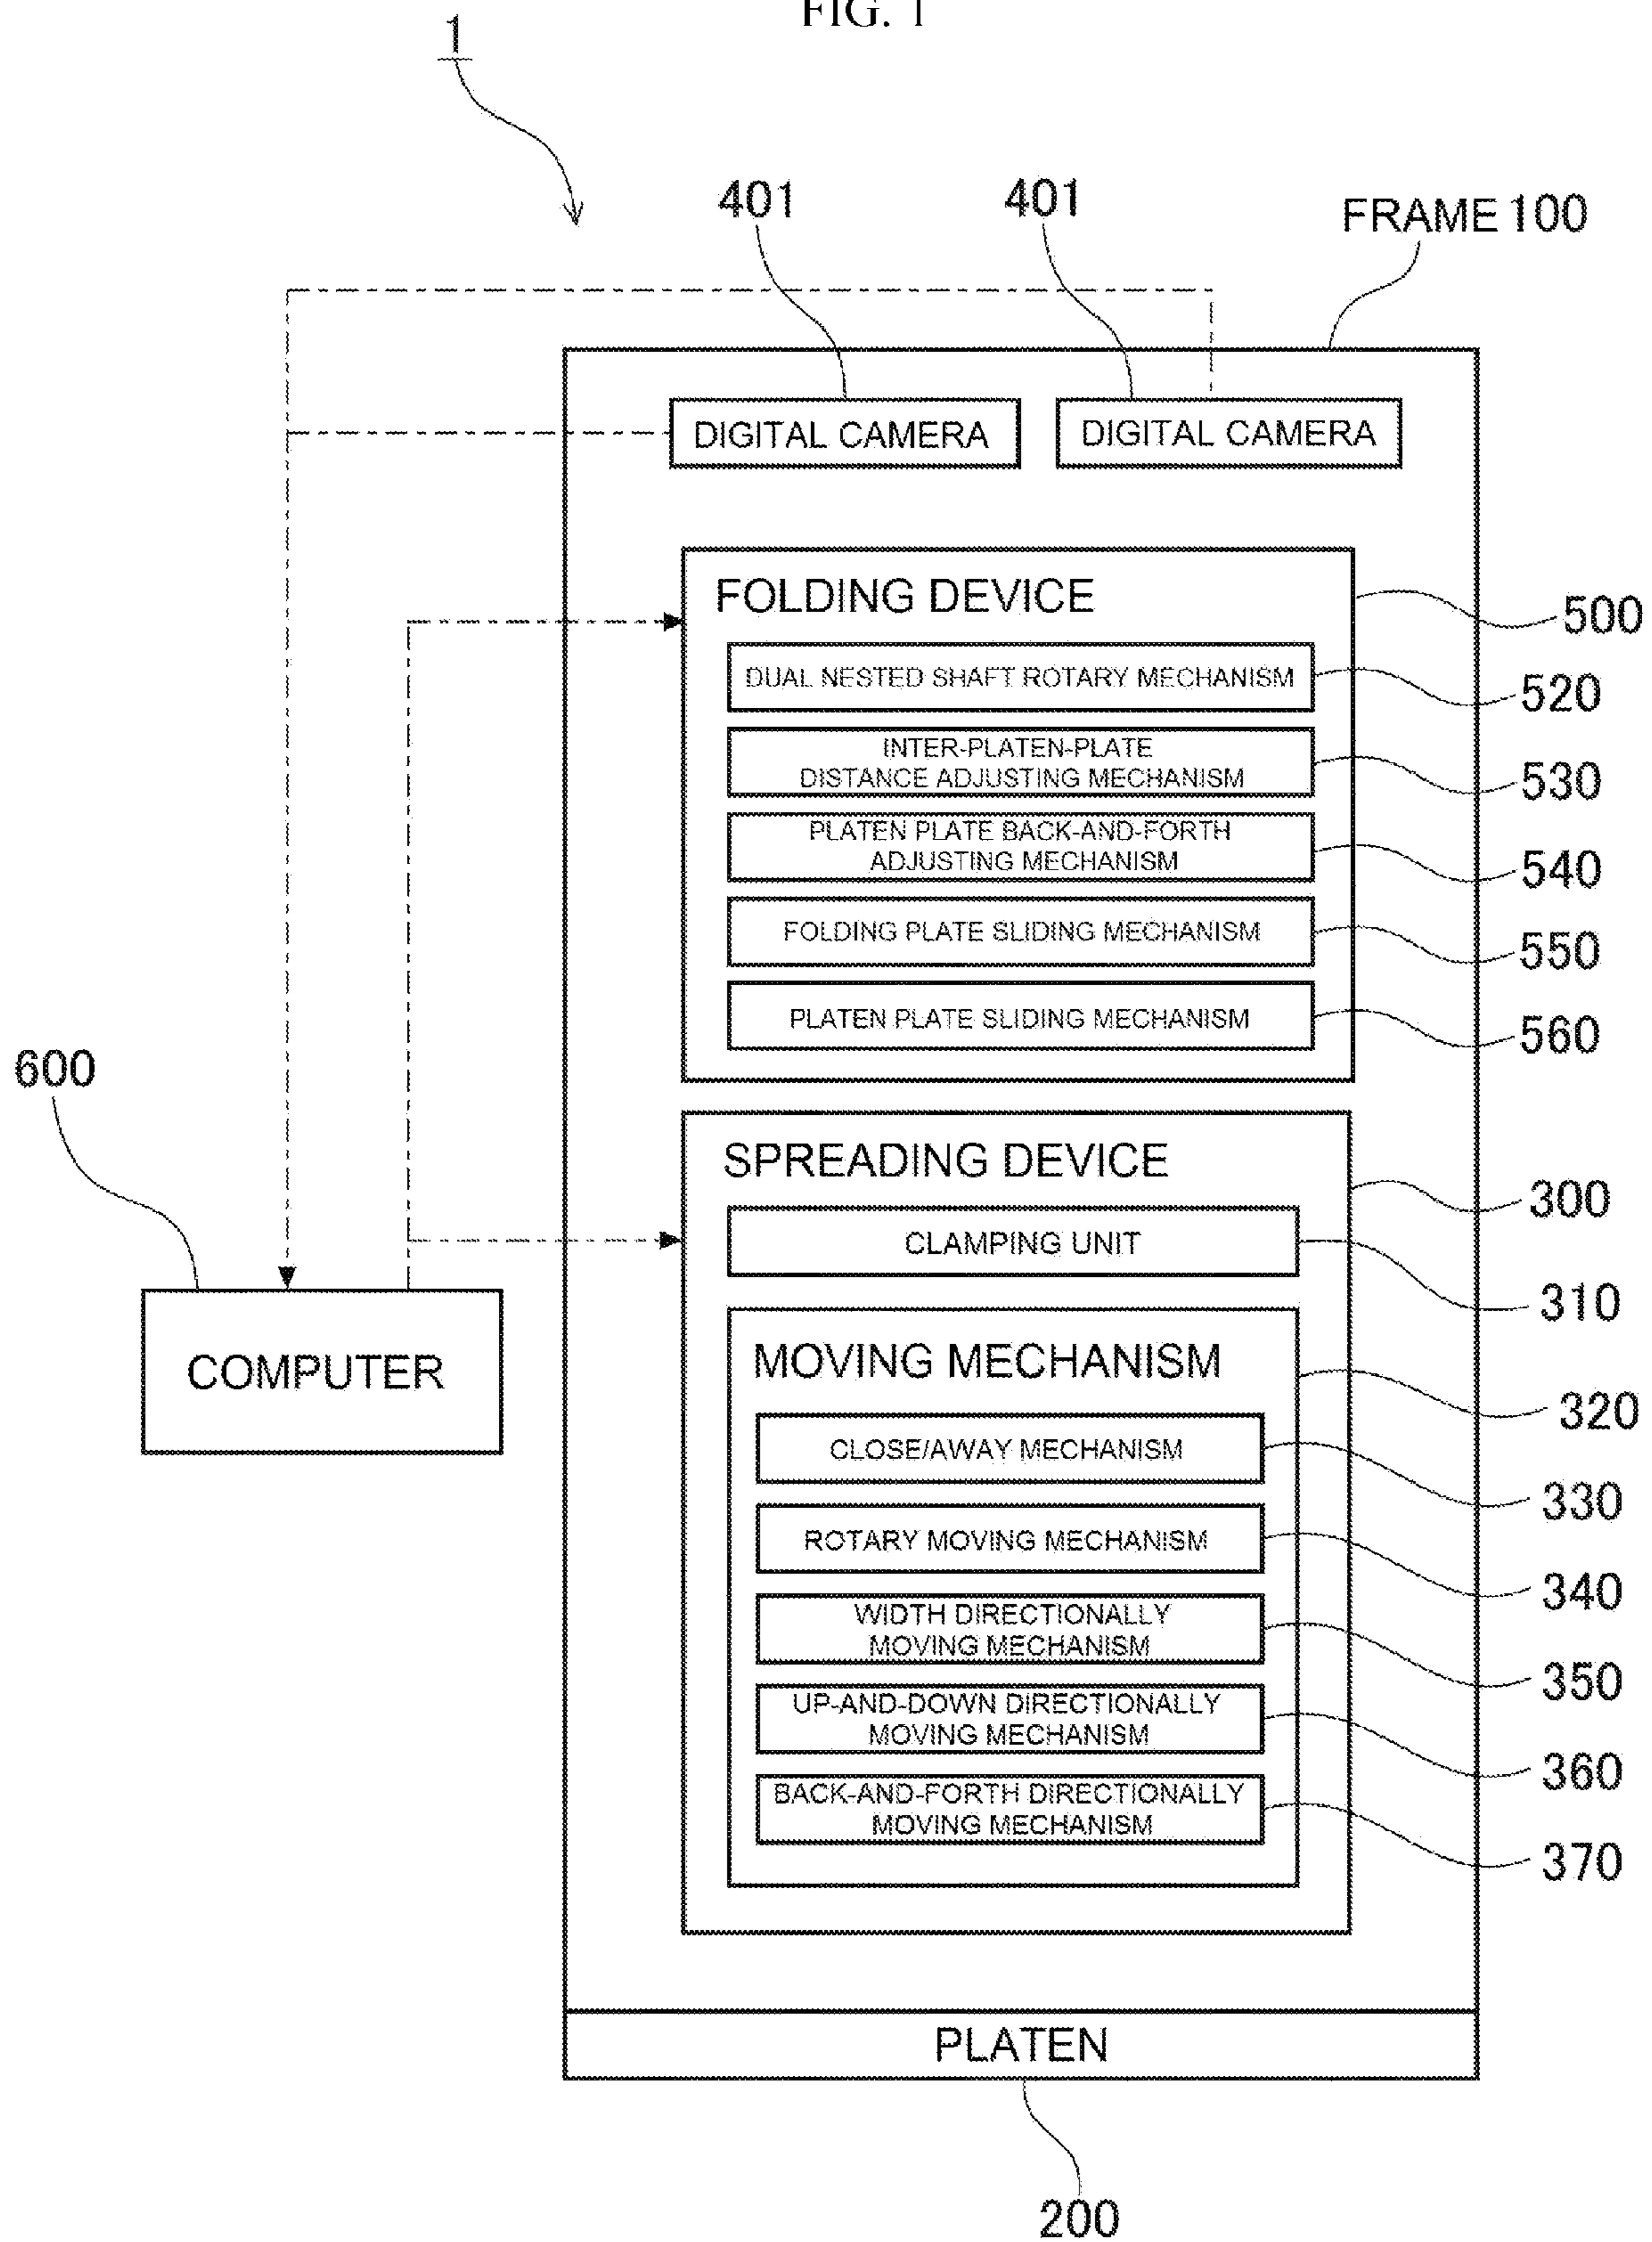 FIG. 1
1
401
401
FRAME 100
DIGITAL CAMERA
DIGITAL CAMERA
FOLDING DEVICE
500
DUAL NESTED SHAFT ROTARY MECHANISM
520
INTER-PLATEN-PLATE
DISTANCE ADJUSTING MECHANISM
530
PLATEN PLATE BACK-AND-FORTH
ADJUSTING MECHANISM
540
FOLDING PLATE SLIDING MECHANISM
550
PLATEN PLATE SLIDING MECHANISM
560
600
COMPUTER
SPREADING DEVICE
300
CLAMPING UNIT
310
MOVING MECHANISM
320
CLOSE/AWAY MECHANISM
330
ROTARY MOVING MECHANISM
340
WIDTH DIRECTIONALLY
MOVING MECHANISM
350
UP-AND-DOWN DIRECTIONALLY
MOVING MECHANISM
360
BACK-AND-FORTH DIRECTIONALLY
MOVING MECHANISM
370
PLATEN
200